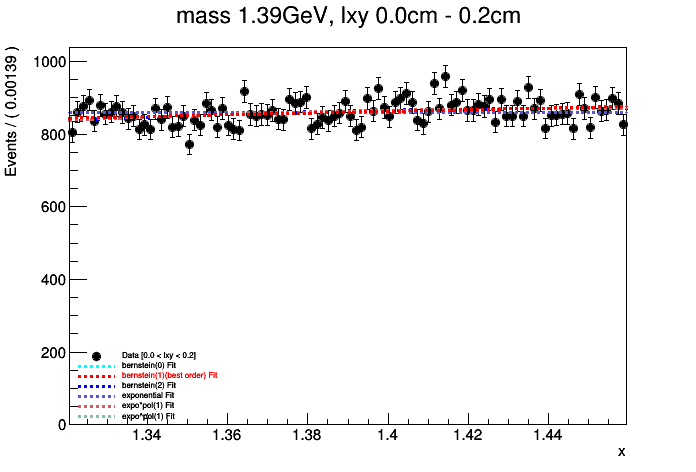 mass 1.39GeV, lxy 0.0cm - 0.2cm
Events / ( 0.00139 )
1000
800
600
400
200
0
Data [0.0 < lxy < 0.2]
bernstein(0) Fit
bernstein(1)(best order) Fit
bernstein(2) Fit
exponential Fit
expo*pol(1) Fit
expo^pol(1) Fit
1.34 1.36 1.38 1.4 1.42 1.44
x